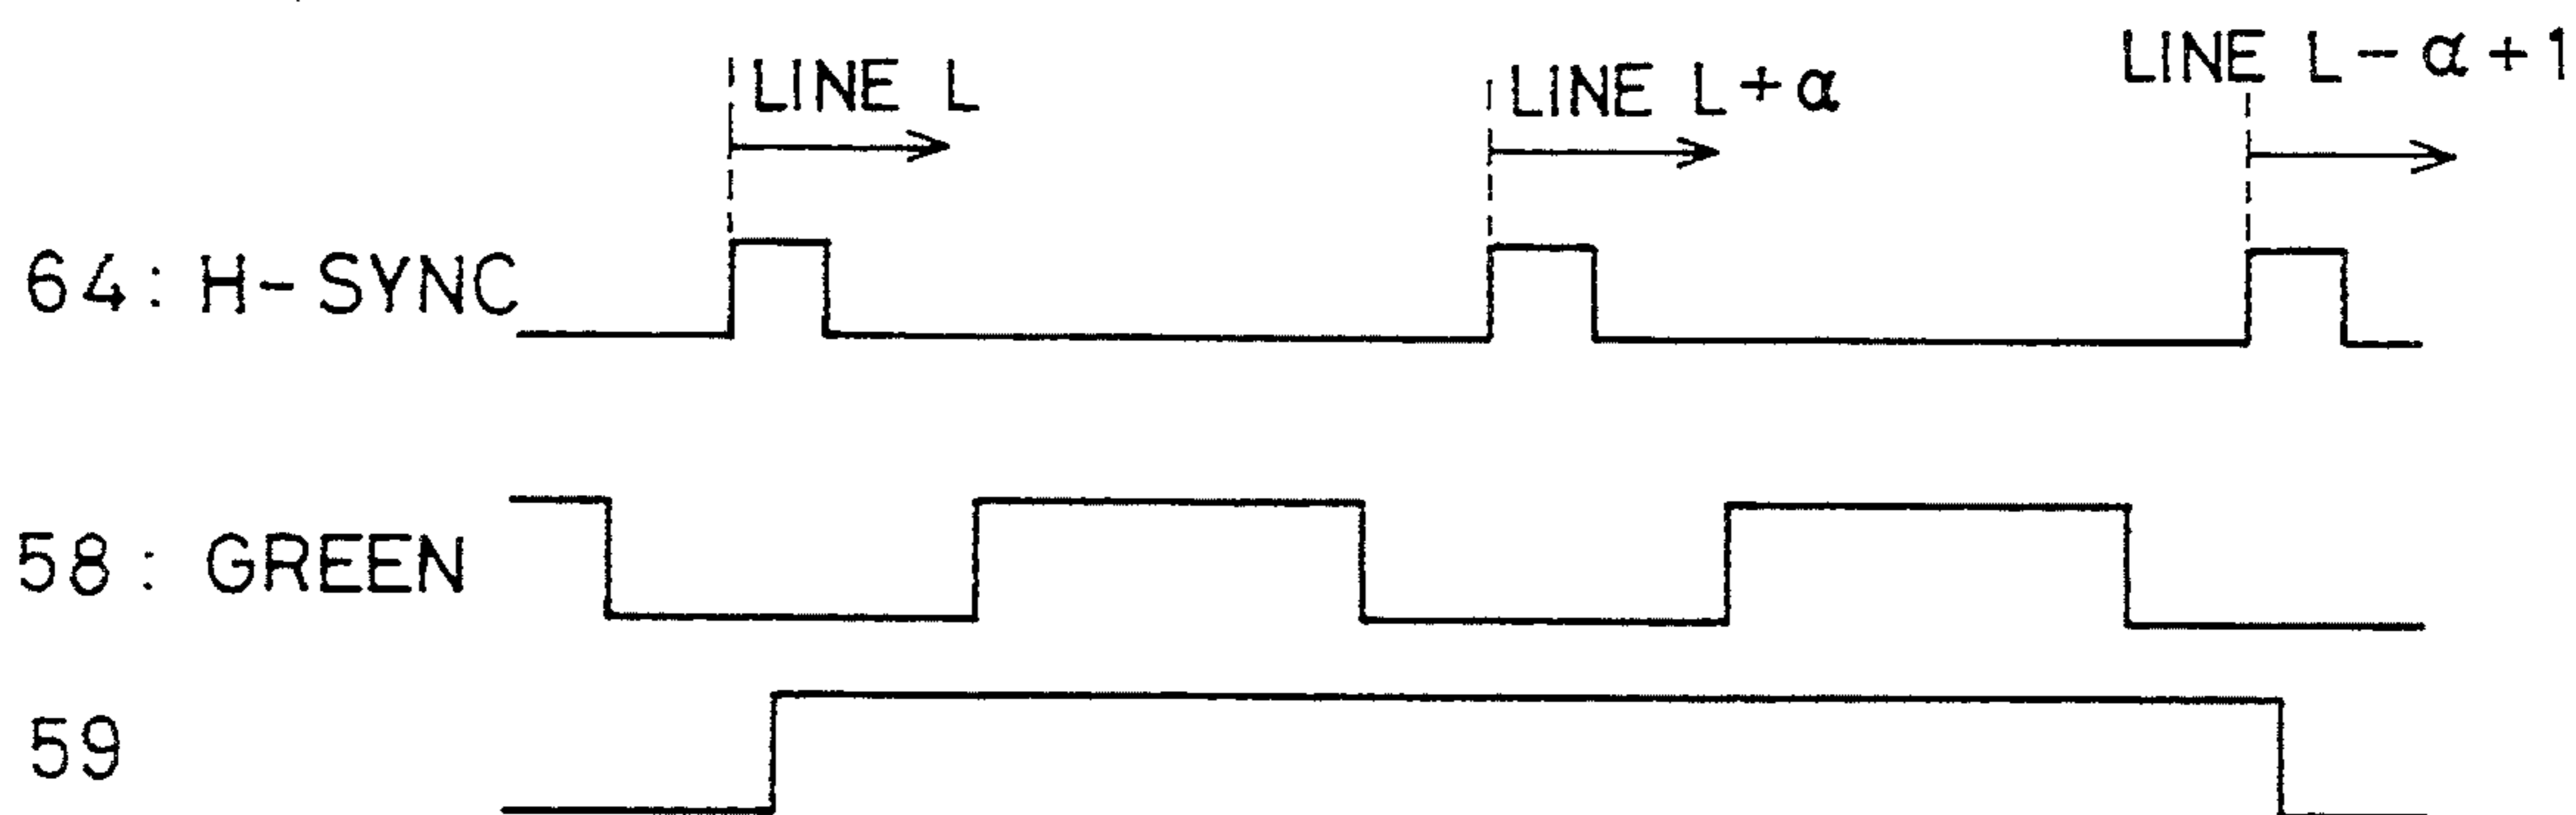 LINE L
LINE L+α
LINE L-α+1
64: H-SYNC
58: GREEN
59